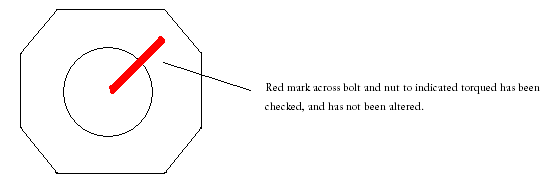 Red mark across bolt and nut to indicated torqued has been
checked, and has not been altered.